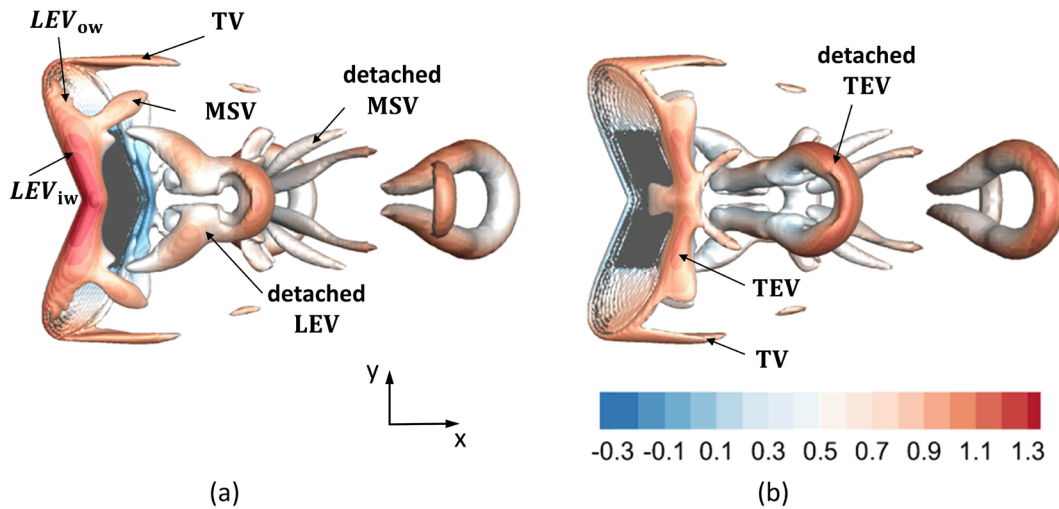 LEV_ow
TV
MSV
detached
MSV
LEV_iw
detached
LEV
y
x
(a)
detached
TEV
TEV
TV
-0.3 -0.1 0.1 0.3 0.5 0.7 0.9 1.1 1.3
(b)